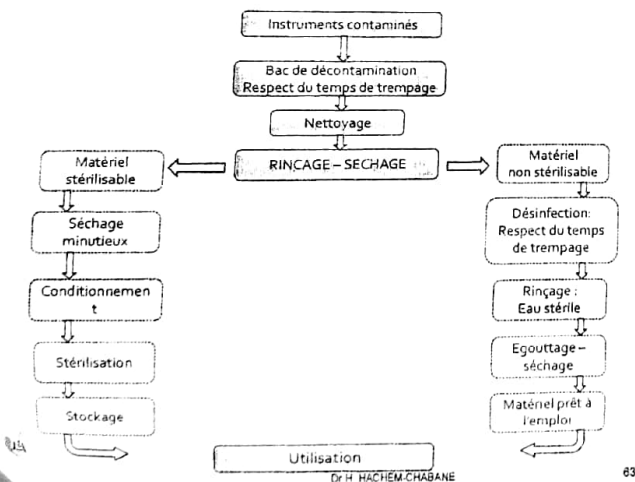 Instruments contaminés
Bac de décontamination
Respect du temps de trempage
Nettoyage
RINÇAGE – SECHAGE
Matériel
stérilisable
Séchage
minutieux
Conditionnemen
t
Stérilisation
Stockage
Matériel
non stérilisable
Désinfection:
Respect du temps
de trempage
Rinçage :
Eau stérile
Egouttage –
séchage
Matériel prêt à
l'emploi
Utilisation
Dr H HACHEM-CHABANE
63